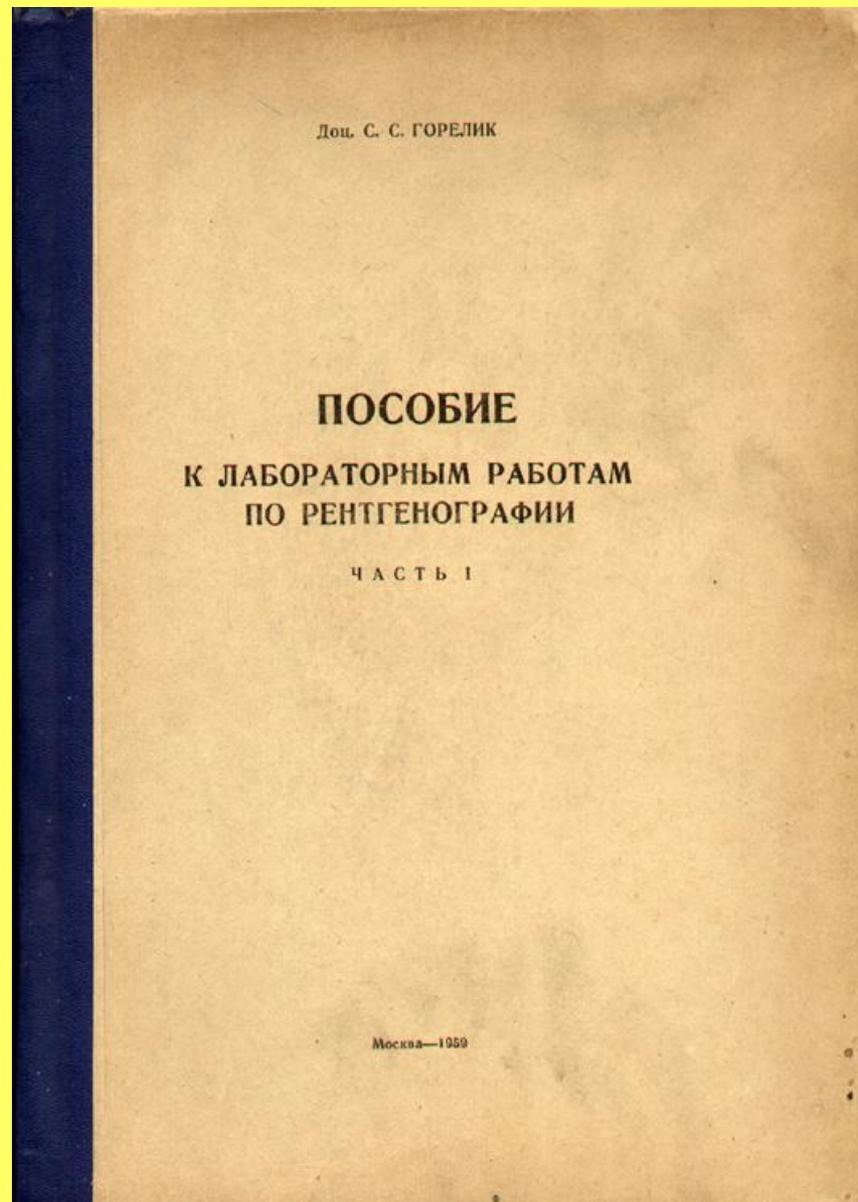 Доц. С. С. ГОРЕЛИК
ПОСОБИЕ
К ЛАБОРАТОРНЫМ РАБОТАМ
ПО РЕНТГЕНОГРАФИИ
ЧАСТЬ I
Москва—1959